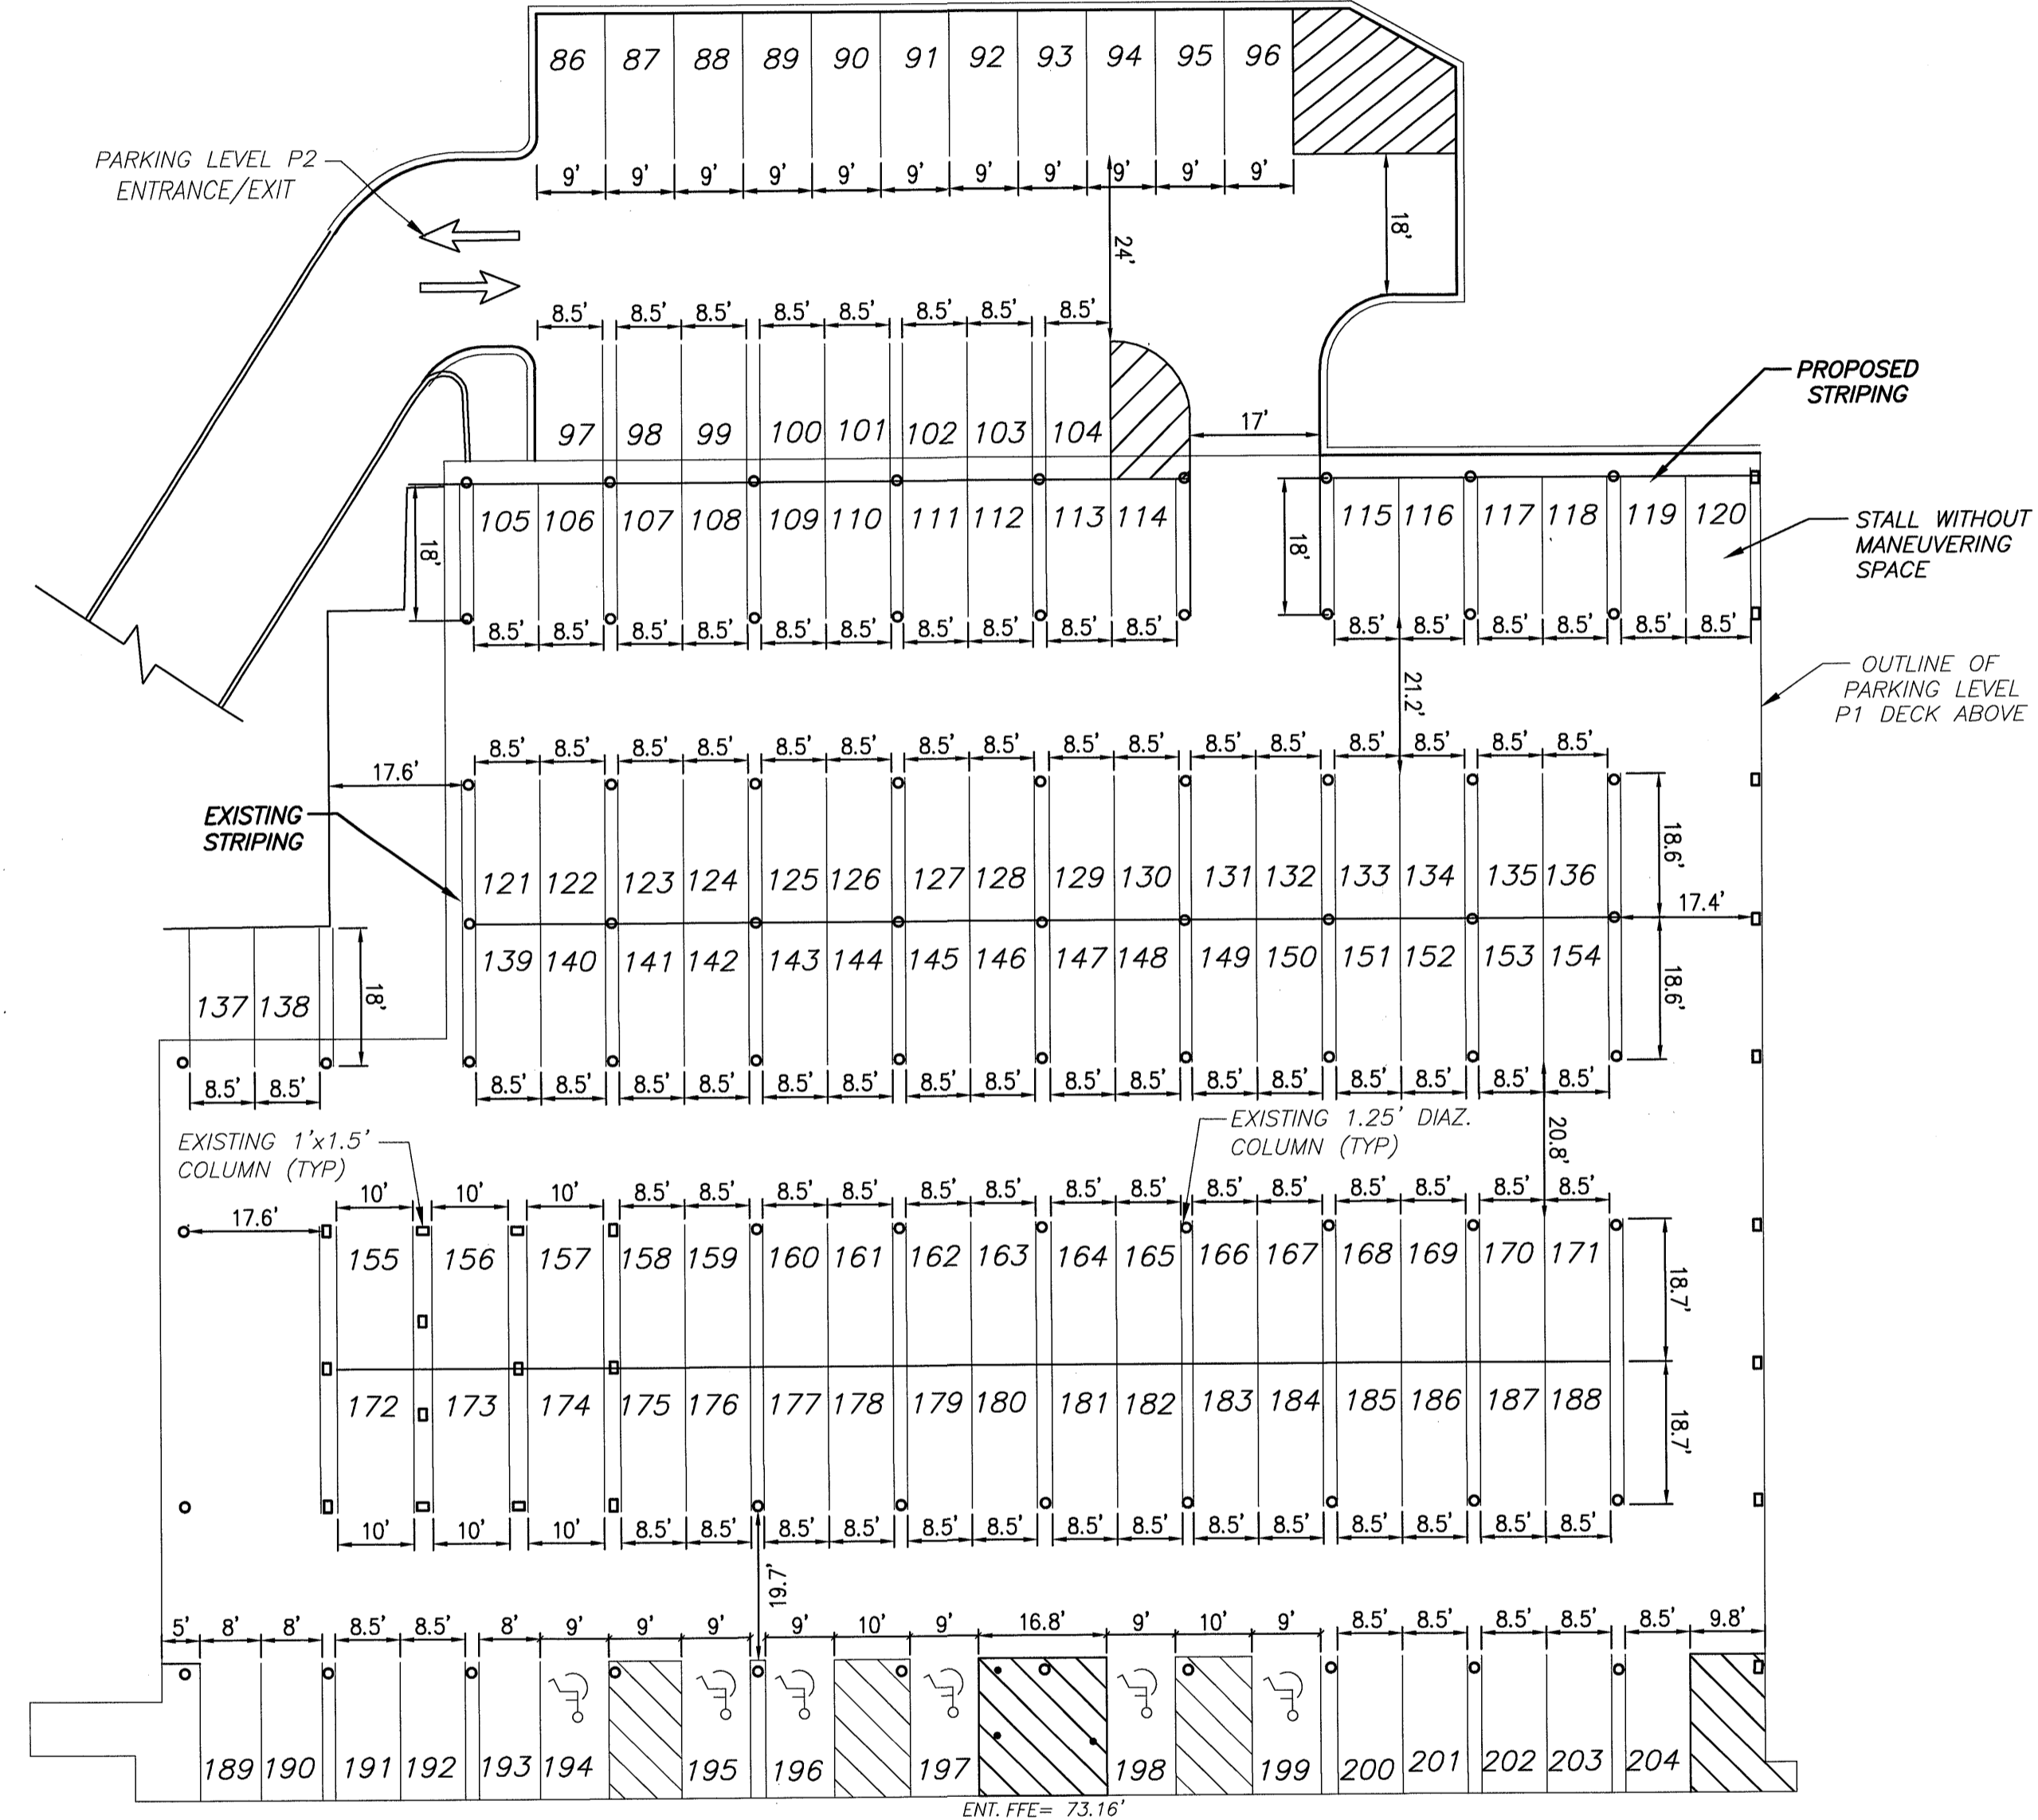 86 87 88 89 90 91 92 93 94 95 96
PARKING LEVEL P2
ENTRANCE/EXIT
9' 9' 9' 9' 9' 9' 9' 9' 9' 9' 9'
18'
24'
8.5' 8.5' 8.5' 8.5' 8.5' 8.5' 8.5' 8.5'
PROPOSED
STRIPING
97 98 99 100 101 102 103 104
17'
105 106 107 108 109 110 111 112 113 114 115 116 117 118 119 120
STALL WITHOUT
MANEUVERING
SPACE
18' 18'
8.5' 8.5' 8.5' 8.5' 8.5' 8.5' 8.5' 8.5' 8.5' 8.5' 8.5' 8.5' 8.5' 8.5' 8.5' 8.5'
OUTLINE OF
PARKING LEVEL
P1 DECK ABOVE
21.2'
8.5' 8.5' 8.5' 8.5' 8.5' 8.5' 8.5' 8.5' 8.5' 8.5' 8.5' 8.5' 8.5' 8.5' 8.5' 8.5'
17.6'
EXISTING
STRIPING
18.6'
121 122 123 124 125 126 127 128 129 130 131 132 133 134 135 136
17.4'
139 140 141 142 143 144 145 146 147 148 149 150 151 152 153 154
18.6'
137 138
18'
8.5' 8.5'
8.5' 8.5' 8.5' 8.5' 8.5' 8.5' 8.5' 8.5' 8.5' 8.5' 8.5' 8.5' 8.5' 8.5' 8.5' 8.5'
EXISTING 1'x1.5'
COLUMN (TYP)
EXISTING 1.25' DIAZ.
COLUMN (TYP)
20.8'
10' 10' 10' 8.5' 8.5' 8.5' 8.5' 8.5' 8.5' 8.5' 8.5' 8.5' 8.5' 8.5' 8.5' 8.5' 8.5'
17.6'
155 156 157 158 159 160 161 162 163 164 165 166 167 168 169 170 171
18.7'
172 173 174 175 176 177 178 179 180 181 182 183 184 185 186 187 188
18.7'
10' 10' 10' 8.5' 8.5' 8.5' 8.5' 8.5' 8.5' 8.5' 8.5' 8.5' 8.5' 8.5' 8.5' 8.5' 8.5'
19.7'
5' 8' 8' 8.5' 8.5' 8' 9' 9' 9' 9' 10' 9' 16.8' 9' 10' 9' 8.5' 8.5' 8.5' 8.5' 8.5' 9.8'
189 190 191 192 193 194 195 196 197 198 199 200 201 202 203 204
ENT. FFE= 73.16'